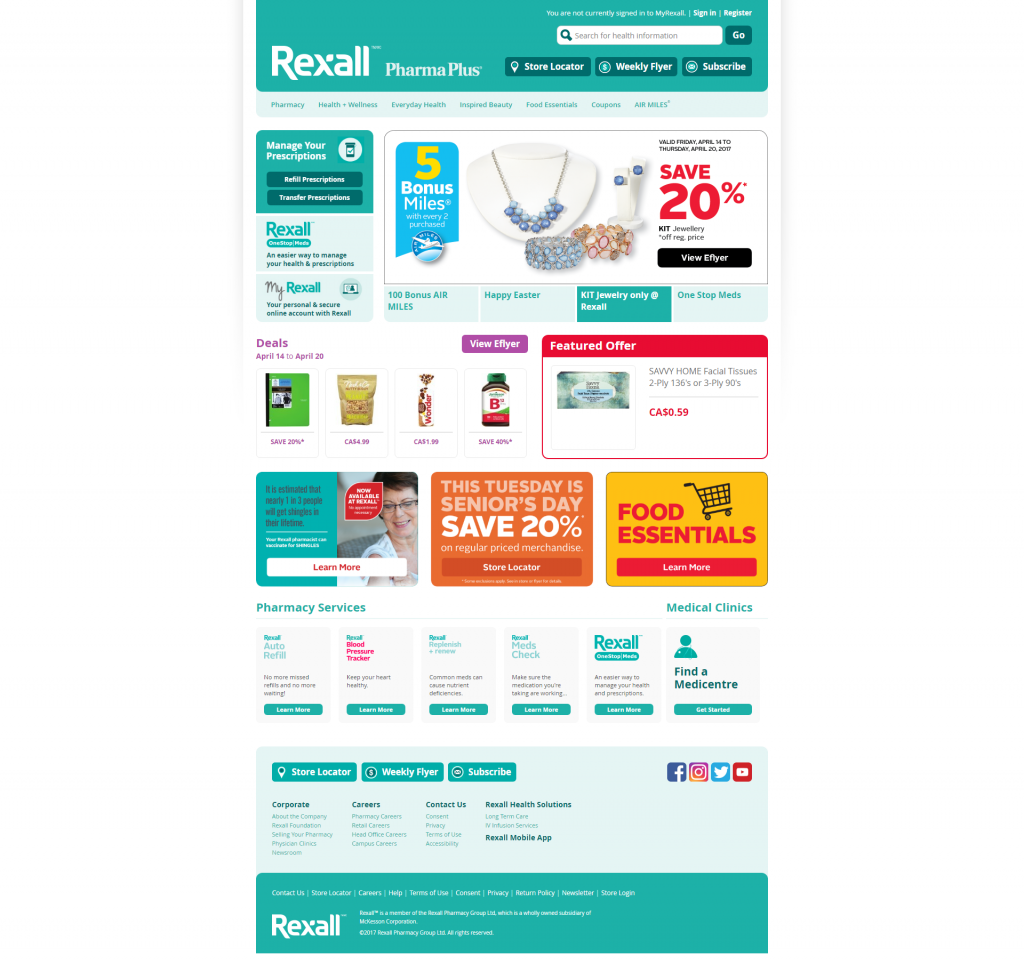 You are not currently signed in to MyRexall. | Sign in | Register
Search for health information
Go
Rexall
Pharma Plus
Store Locator
Weekly Flyer
Subscribe
Pharmacy
Health + Wellness
Everyday Health
Inspired Beauty
Food Essentials
Coupons
AIR MILES
Manage Your
Prescriptions
Refill Prescriptions
Transfer Prescriptions
Rexall
OneStop|Meds
An easier way to manage
your health & prescriptions
My Rexall
Your personal & secure
online account with Rexall
5
Bonus
Miles®
with every 2
purchased
AIR MILES
VALID FRIDAY, APRIL 14 TO
THURSDAY, APRIL 20, 2017
SAVE
20%*
KIT Jewellery
*off reg. price
View Eflyer
100 Bonus AIR
MILES
Happy Easter
KIT Jewelry only @
Rexall
One Stop Meds
Deals
April 14 to April 20
View Eflyer
SAVE 20%*
CA$4.99
Wonder
CA$1.99
B12
SAVE 40%*
Featured Offer
SAVVY HOME Facial Tissues
2-Ply 136's or 3-Ply 90's
CA$0.59
It is estimated that
nearly 1 in 3 people
will get shingles in
their lifetime.
Your Rexall pharmacist can
vaccinate for SHINGLES
NOW
AVAILABLE
AT REXALL
No appointment
necessary
Learn More
THIS TUESDAY IS
SENIOR'S DAY
SAVE 20%*
on regular priced merchandise.
Store Locator
*Some exclusions apply. See in store or flyer for details
FOOD
ESSENTIALS
Learn More
Pharmacy Services
Medical Clinics
Rexall
Auto
Refill
No more missed
refills and no more
waiting!
Learn More
Rexall
Blood
Pressure
Tracker
Keep your heart
healthy.
Learn More
Rexall
Replenish
+ renew
Common meds can
cause nutrient
deficiencies.
Learn More
Rexall
Meds
Check
Make sure the
medication you're
taking are working...
Learn More
Rexall
OneStop|Meds
An easier way to
manage your health
and prescriptions.
Learn More
Find a
Medicentre
Get Started
Store Locator
Weekly Flyer
Subscribe
Corporate
About the Company
Rexall Foundation
Selling Your Pharmacy
Physician Clinics
Newsroom
Careers
Pharmacy Careers
Retail Careers
Head Office Careers
Campus Careers
Contact Us
Consent
Privacy
Terms of Use
Accessibility
Rexall Health Solutions
Long Term Care
IV Infusion Services
Rexall Mobile App
Contact Us | Store Locator | Careers | Help | Terms of Use | Consent | Privacy | Return Policy | Newsletter | Store Login
Rexall
Rexall™ is a member of the Rexall Pharmacy Group Ltd, which is a wholly owned subsidiary of
McKesson Corporation.
©2017 Rexall Pharmacy Group Ltd. All rights reserved.